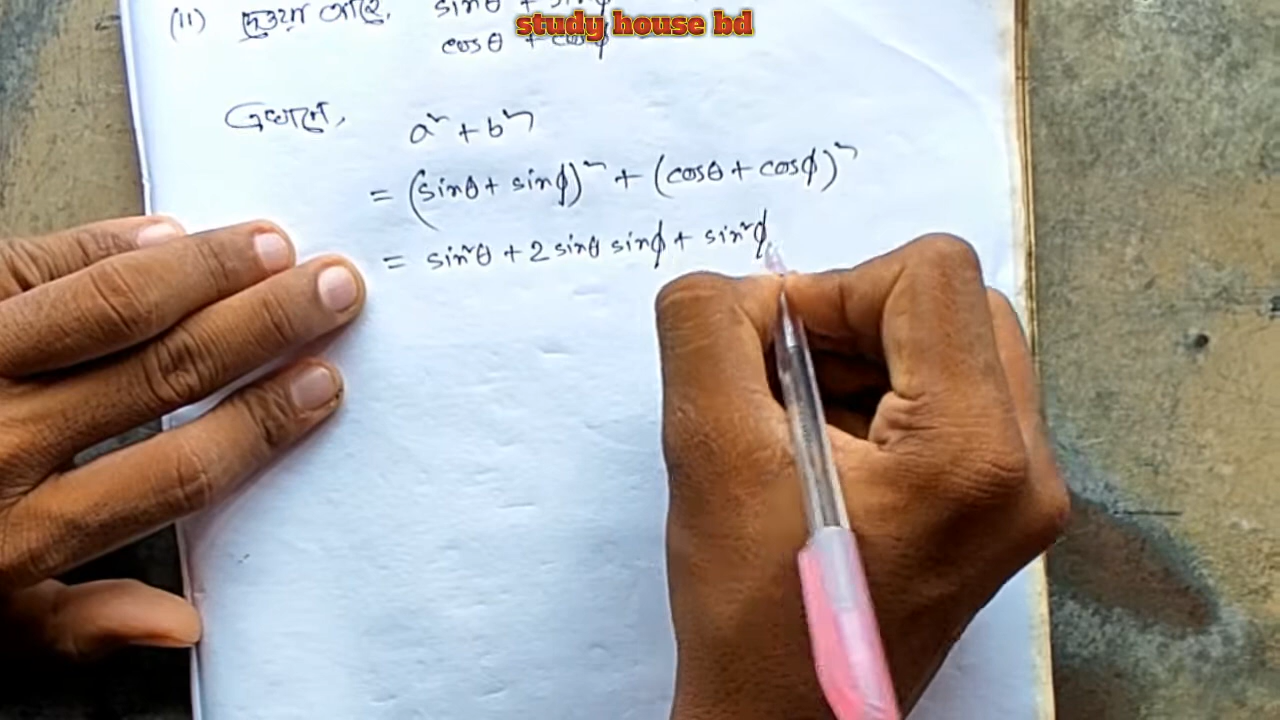 study house bd
(ii) দেওয়া আছে, sinθ + sinϕ
cosθ + cosϕ
এখানে, a² + b²
= (sinθ + sinϕ)² + (cosθ + cosϕ)²
= sin²θ + 2 sinθ sinϕ + sin²ϕ